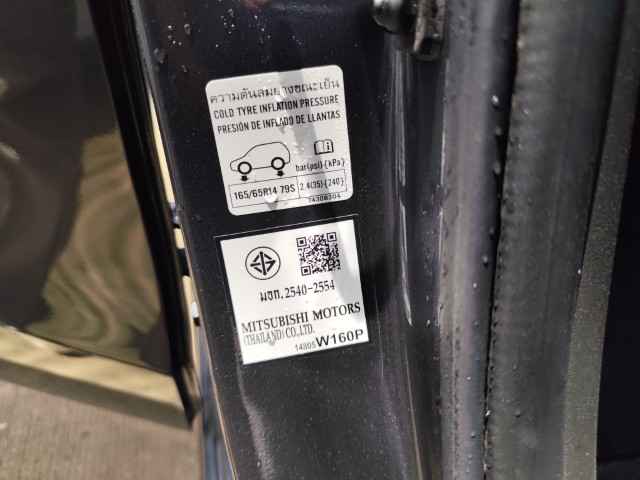 ความดันลมยางขณะเย็น
COLD TYRE INFLATION PRESSURE
PRESIÓN DE INFLADO DE LLANTAS
bar(psi){kPa}
165/65R14 79S 2.4(35){240}
7430B304
มอก.2540-2554
MITSUBISHI MOTORS
(THAILAND) CO.,LTD.
14805 W160P